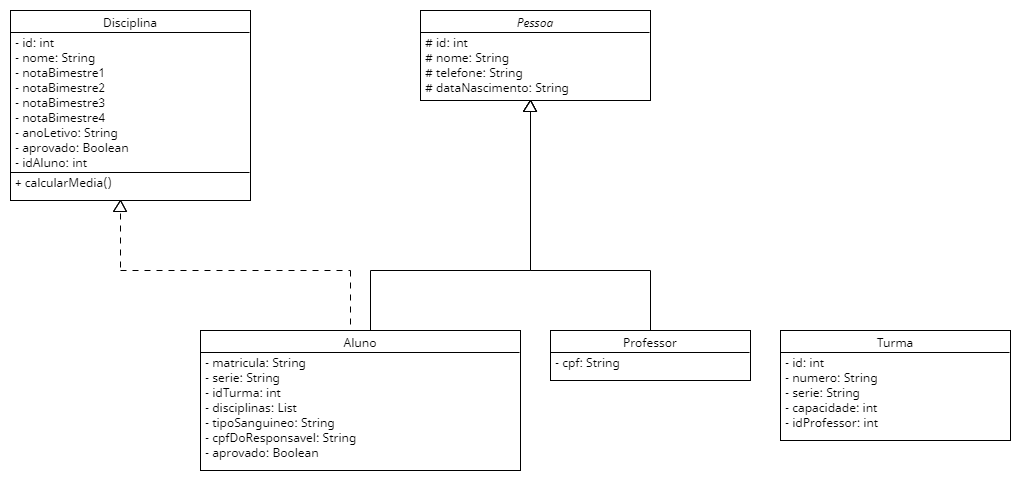 Disciplina
- id: int
- nome: String
- notaBimestre1
- notaBimestre2
- notaBimestre3
- notaBimestre4
- anoLetivo: String
- aprovado: Boolean
- idAluno: int
+ calcularMedia()
Pessoa
# id: int
# nome: String
# telefone: String
# dataNascimento: String
Aluno
- matricula: String
- serie: String
- idTurma: int
- disciplinas: List
- tipoSanguineo: String
- cpfDoResponsavel: String
- aprovado: Boolean
Professor
- cpf: String
Turma
- id: int
- numero: String
- serie: String
- capacidade: int
- idProfessor: int